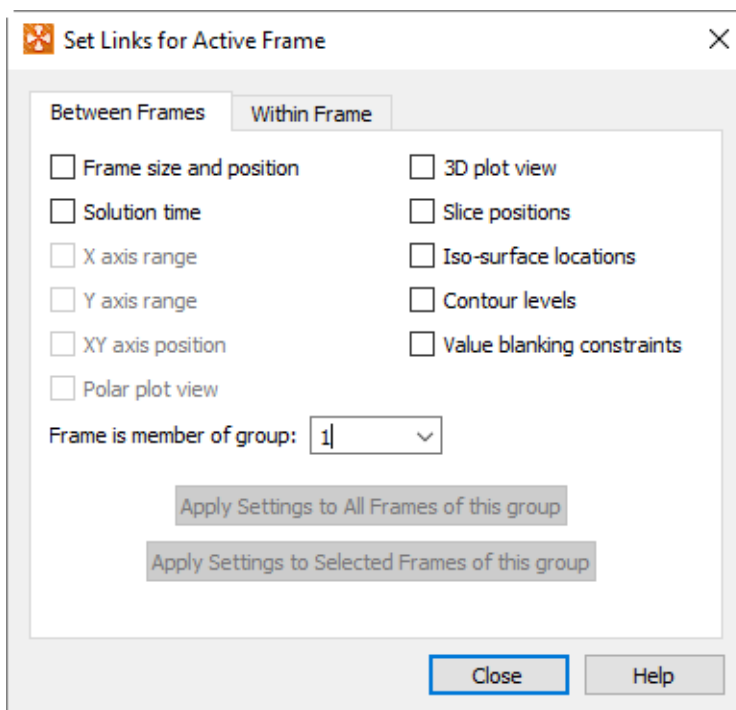 Set Links for Active Frame
Between Frames
Within Frame
Frame size and position
3D plot view
Solution time
Slice positions
X axis range
Iso-surface locations
Y axis range
Contour levels
XY axis position
Value blanking constraints
Polar plot view
Frame is member of group: 1
Apply Settings to All Frames of this group
Apply Settings to Selected Frames of this group
Close
Help